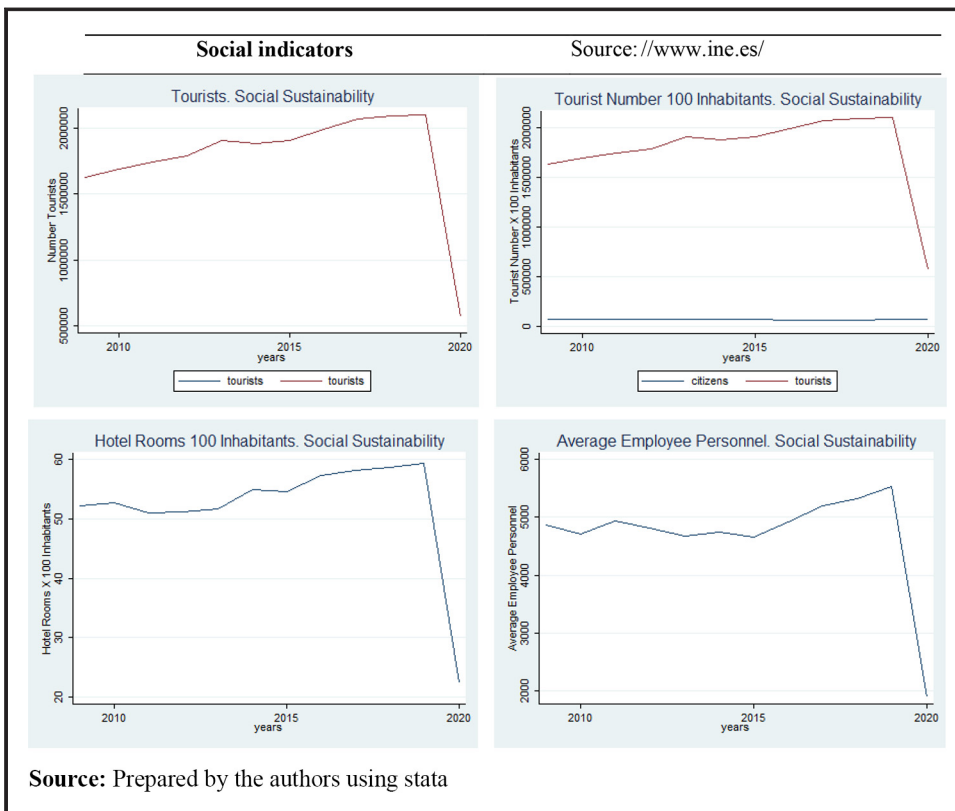 Social indicators Source: //www.ine.es/
Tourists. Social Sustainability
Number Tourists
2000000
1500000
1000000
500000
2010 2015 2020
years
tourists tourists
Tourist Number 100 Inhabitants. Social Sustainability
Tourist Number X 100 Inhabitants
2000000
1500000
1000000
500000
0
2010 2015 2020
years
citizens tourists
Hotel Rooms 100 Inhabitants. Social Sustainability
Hotel Rooms X 100 Inhabitants
60
50
40
30
20
2010 2015 2020
years
Average Employee Personnel. Social Sustainability
Average Employee Personnel
6000
5000
4000
3000
2000
2010 2015 2020
years
Source: Prepared by the authors using stata